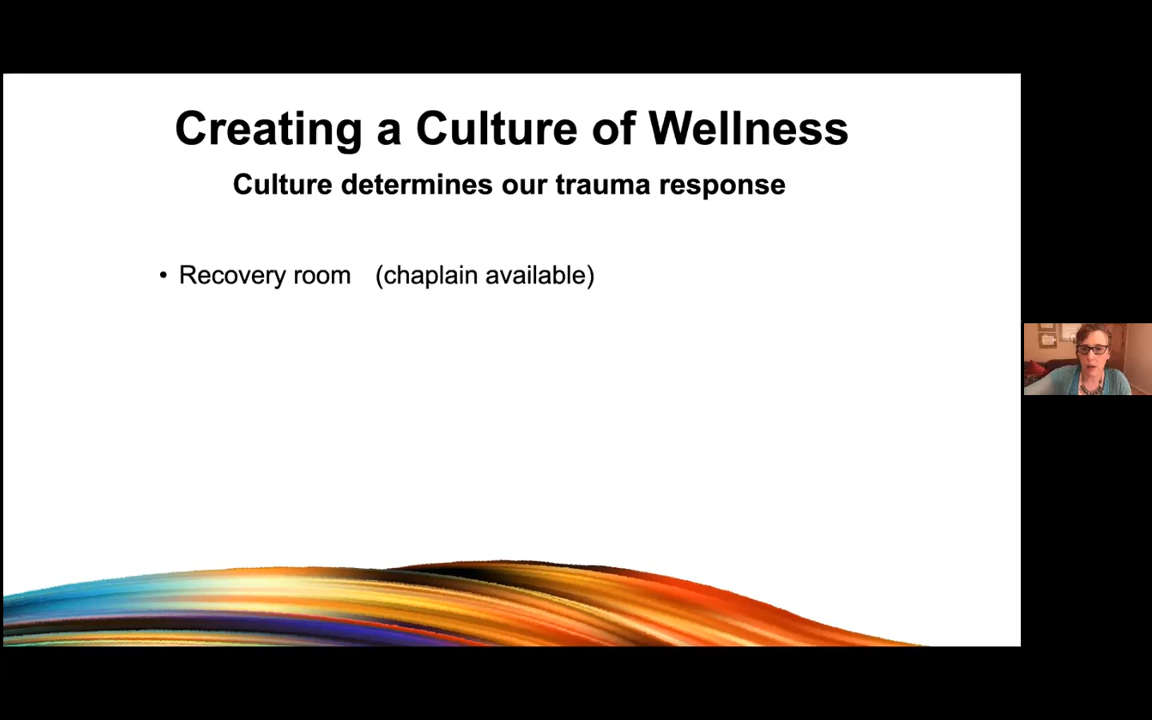 Creating a Culture of Wellness
Culture determines our trauma response
• Recovery room (chaplain available)